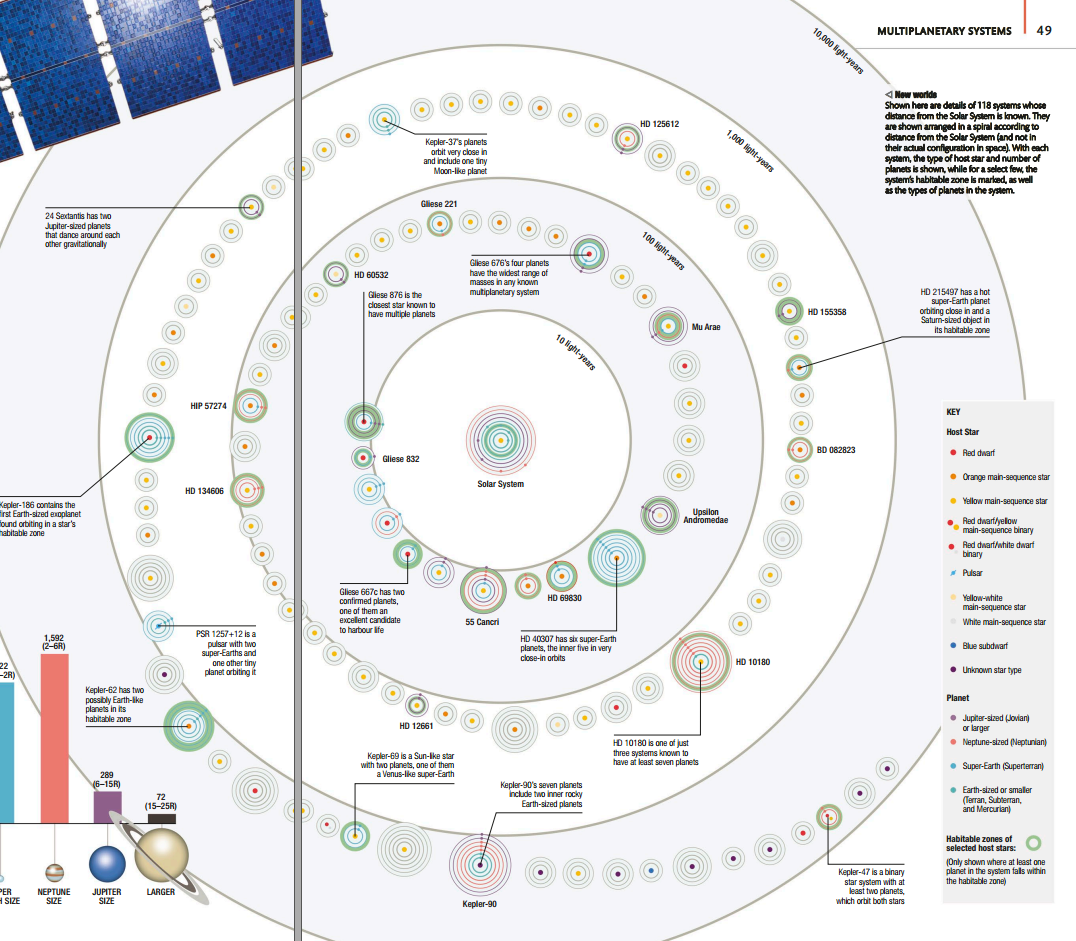 MULTIPLANETARY SYSTEMS 49
10,000 light-years
New worlds
Shown here are details of 118 systems whose
distance from the Solar System is known. They
are shown arranged in a spiral according to
distance from the Solar System (and not in
their actual configuration in space). With each
system, the type of host star and number of
planets is shown, while for a select few, the
system's habitable zone is marked, as well
as the types of planets in the system.
HD 125612
1,000 light-years
Kepler-37's planets
orbit very close in
and include one tiny
Moon-like planet
24 Sextantis has two
Jupiter-sized planets
that dance around each
other gravitationally
Gliese 221
100 light-years
HD 60532
Gliese 676's four planets
have the widest range of
masses in any known
multiplanetary system
Gliese 876 is the
closest star known to
have multiple planets
HD 215497 has a hot
super-Earth planet
orbiting close in and a
Saturn-sized object in
its habitable zone
HD 155358
Mu Arae
10 light-years
HIP 57274
Gliese 832
Solar System
BD 082823
HD 134606
Kepler-186 contains the
first Earth-sized exoplanet
found orbiting in a star's
habitable zone
Upsilon
Andromedae
Gliese 667c has two
confirmed planets,
one of them an
excellent candidate
to harbour life
55 Cancri
HD 69830
HD 40307 has six super-Earth
planets, the inner five in very
close-in orbits
PSR 1257+12 is a
pulsar with two
super-Earths and
one other tiny
planet orbiting it
HD 10180
Kepler-62 has two
possibly Earth-like
planets in its
habitable zone
HD 12661
HD 10180 is one of just
three systems known to
have at least seven planets
Kepler-69 is a Sun-like star
with two planets, one of them
a Venus-like super-Earth
Kepler-90's seven planets
include two inner rocky
Earth-sized planets
Kepler-90
Kepler-47 is a binary
star system with at
least two planets,
which orbit both stars
22
-2R)
1,592
(2–6R)
289
(6–15R)
72
(15–25R)
PER
H SIZE
NEPTUNE
SIZE
JUPITER
SIZE
LARGER
KEY
Host Star
Red dwarf
Orange main-sequence star
Yellow main-sequence star
Red dwarf/yellow
main-sequence binary
Red dwarf/white dwarf
binary
Pulsar
Yellow-white
main-sequence star
White main-sequence star
Blue subdwarf
Unknown star type
Planet
Jupiter-sized (Jovian)
or larger
Neptune-sized (Neptunian)
Super-Earth (Superterran)
Earth-sized or smaller
(Terran, Subterran,
and Mercurian)
Habitable zones of
selected host stars:
(Only shown where at least one
planet in the system falls within
the habitable zone)